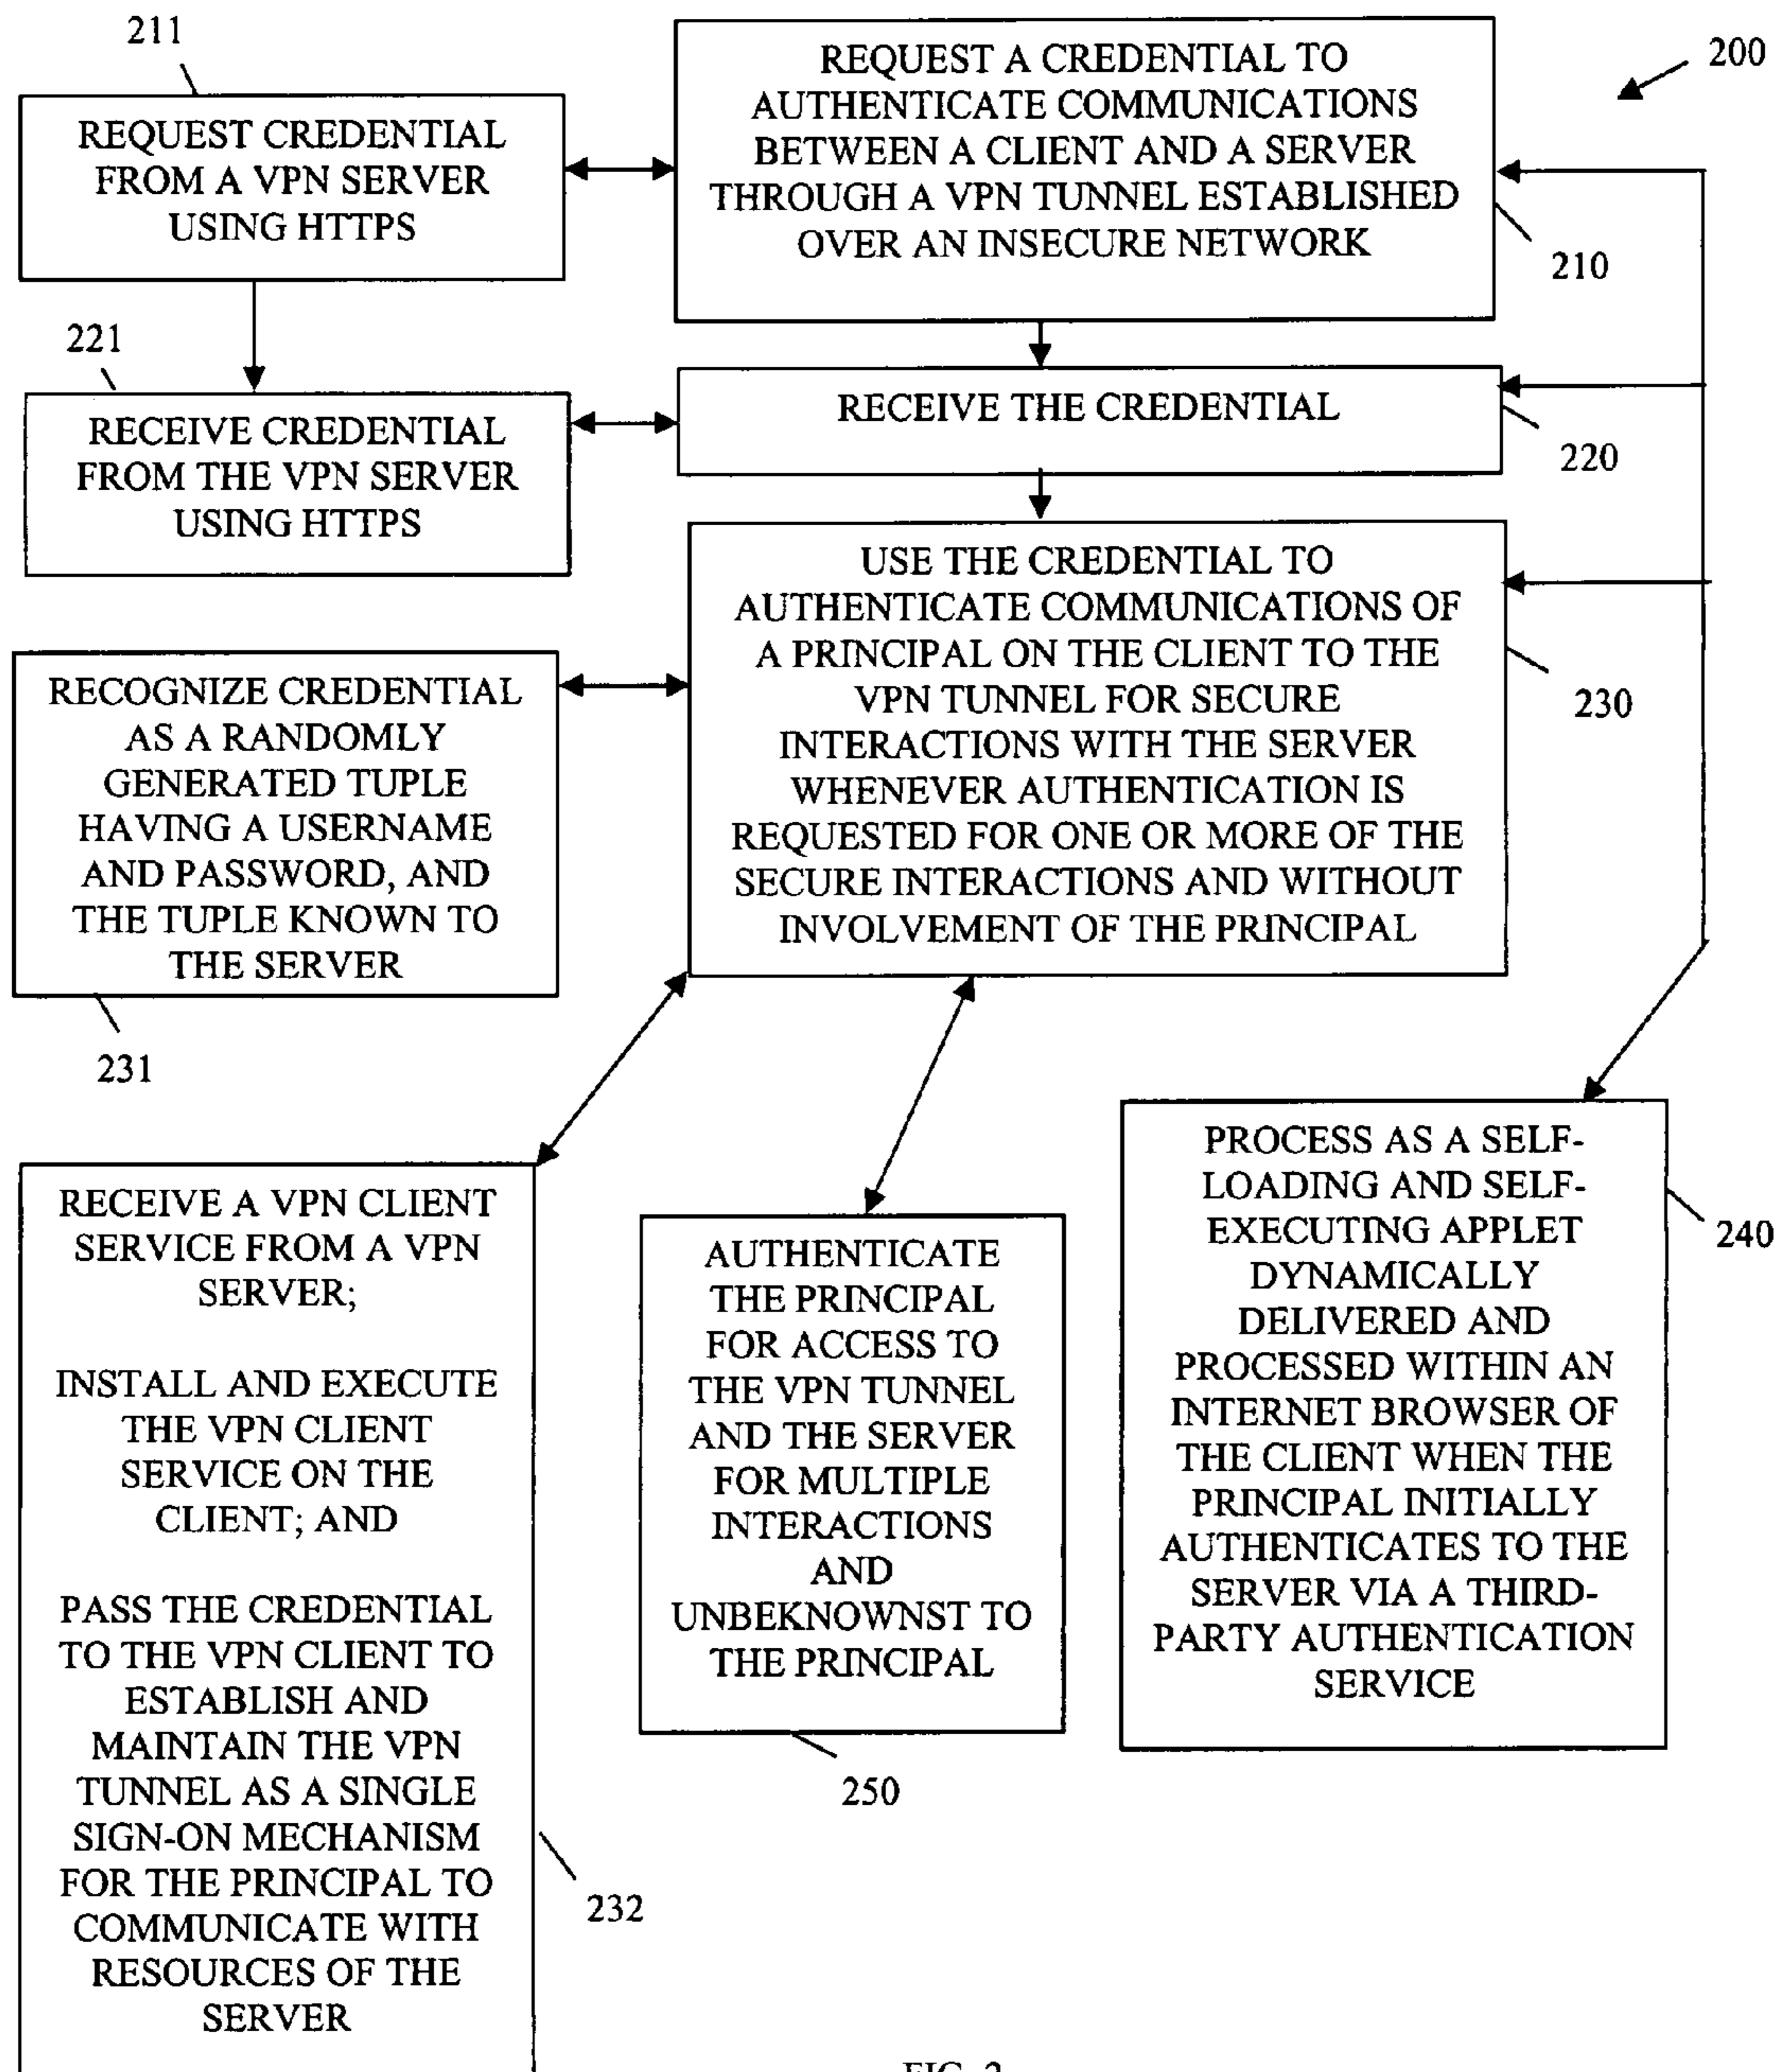 211
REQUEST CREDENTIAL
FROM A VPN SERVER
USING HTTPS
REQUEST A CREDENTIAL TO
AUTHENTICATE COMMUNICATIONS
BETWEEN A CLIENT AND A SERVER
THROUGH A VPN TUNNEL ESTABLISHED
OVER AN INSECURE NETWORK
200
210
221
RECEIVE CREDENTIAL
FROM THE VPN SERVER
USING HTTPS
RECEIVE THE CREDENTIAL
220
USE THE CREDENTIAL TO
AUTHENTICATE COMMUNICATIONS OF
A PRINCIPAL ON THE CLIENT TO THE
VPN TUNNEL FOR SECURE
INTERACTIONS WITH THE SERVER
WHENEVER AUTHENTICATION IS
REQUESTED FOR ONE OR MORE OF THE
SECURE INTERACTIONS AND WITHOUT
INVOLVEMENT OF THE PRINCIPAL
230
RECOGNIZE CREDENTIAL
AS A RANDOMLY
GENERATED TUPLE
HAVING A USERNAME
AND PASSWORD, AND
THE TUPLE KNOWN TO
THE SERVER
231
RECEIVE A VPN CLIENT
SERVICE FROM A VPN
SERVER;
INSTALL AND EXECUTE
THE VPN CLIENT
SERVICE ON THE
CLIENT; AND
PASS THE CREDENTIAL
TO THE VPN CLIENT TO
ESTABLISH AND
MAINTAIN THE VPN
TUNNEL AS A SINGLE
SIGN-ON MECHANISM
FOR THE PRINCIPAL TO
COMMUNICATE WITH
RESOURCES OF THE
SERVER
232
AUTHENTICATE
THE PRINCIPAL
FOR ACCESS TO
THE VPN TUNNEL
AND THE SERVER
FOR MULTIPLE
INTERACTIONS
AND
UNBEKNOWNST TO
THE PRINCIPAL
250
PROCESS AS A SELF-
LOADING AND SELF-
EXECUTING APPLET
DYNAMICALLY
DELIVERED AND
PROCESSED WITHIN AN
INTERNET BROWSER OF
THE CLIENT WHEN THE
PRINCIPAL INITIALLY
AUTHENTICATES TO THE
SERVER VIA A THIRD-
PARTY AUTHENTICATION
SERVICE
240
FIG. 2